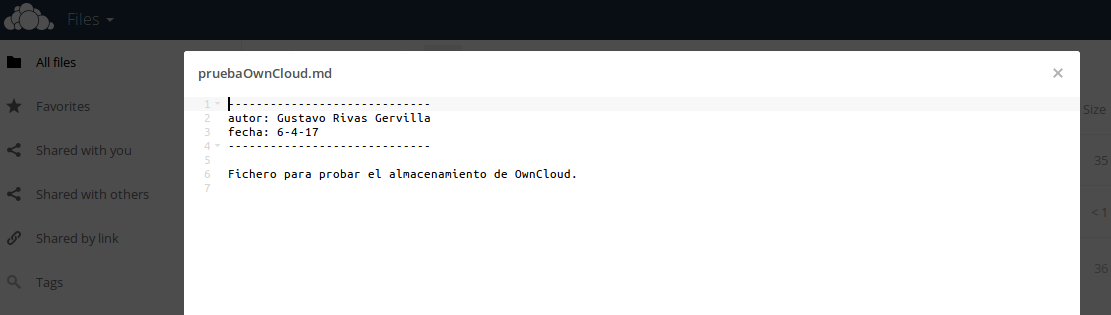 Files
All files
Favorites
Shared with you
Shared with others
Shared by link
Tags
pruebaOwnCloud.md
×
1 -----------------------------
2 autor: Gustavo Rivas Gervilla
3 fecha: 6-4-17
4 -----------------------------
5
6 Fichero para probar el almacenamiento de OwnCloud.
7
Size
35
< 1
36